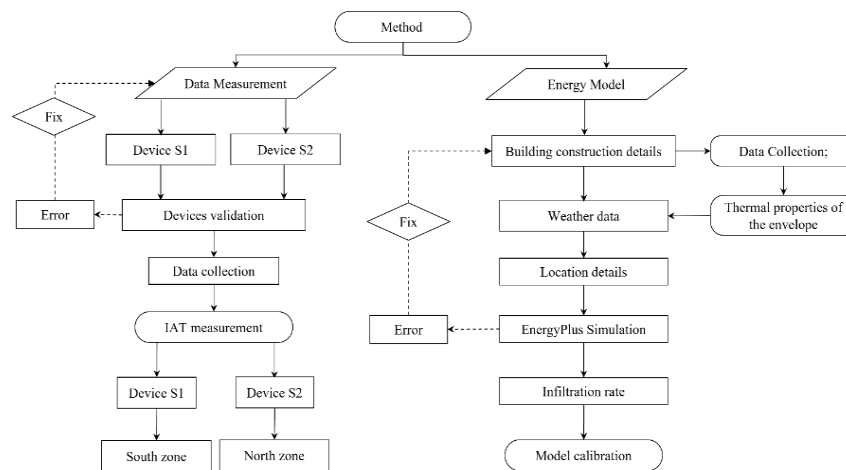 Method
Data Measurement
Energy Model
Fix
Device S1
Device S2
Building construction details
Data Collection;
Error
Devices validation
Fix
Weather data
Thermal properties of
the envelope
Data collection
Location details
IAT measurement
Error
EnergyPlus Simulation
Device S1
Device S2
Infiltration rate
South zone
North zone
Model calibration